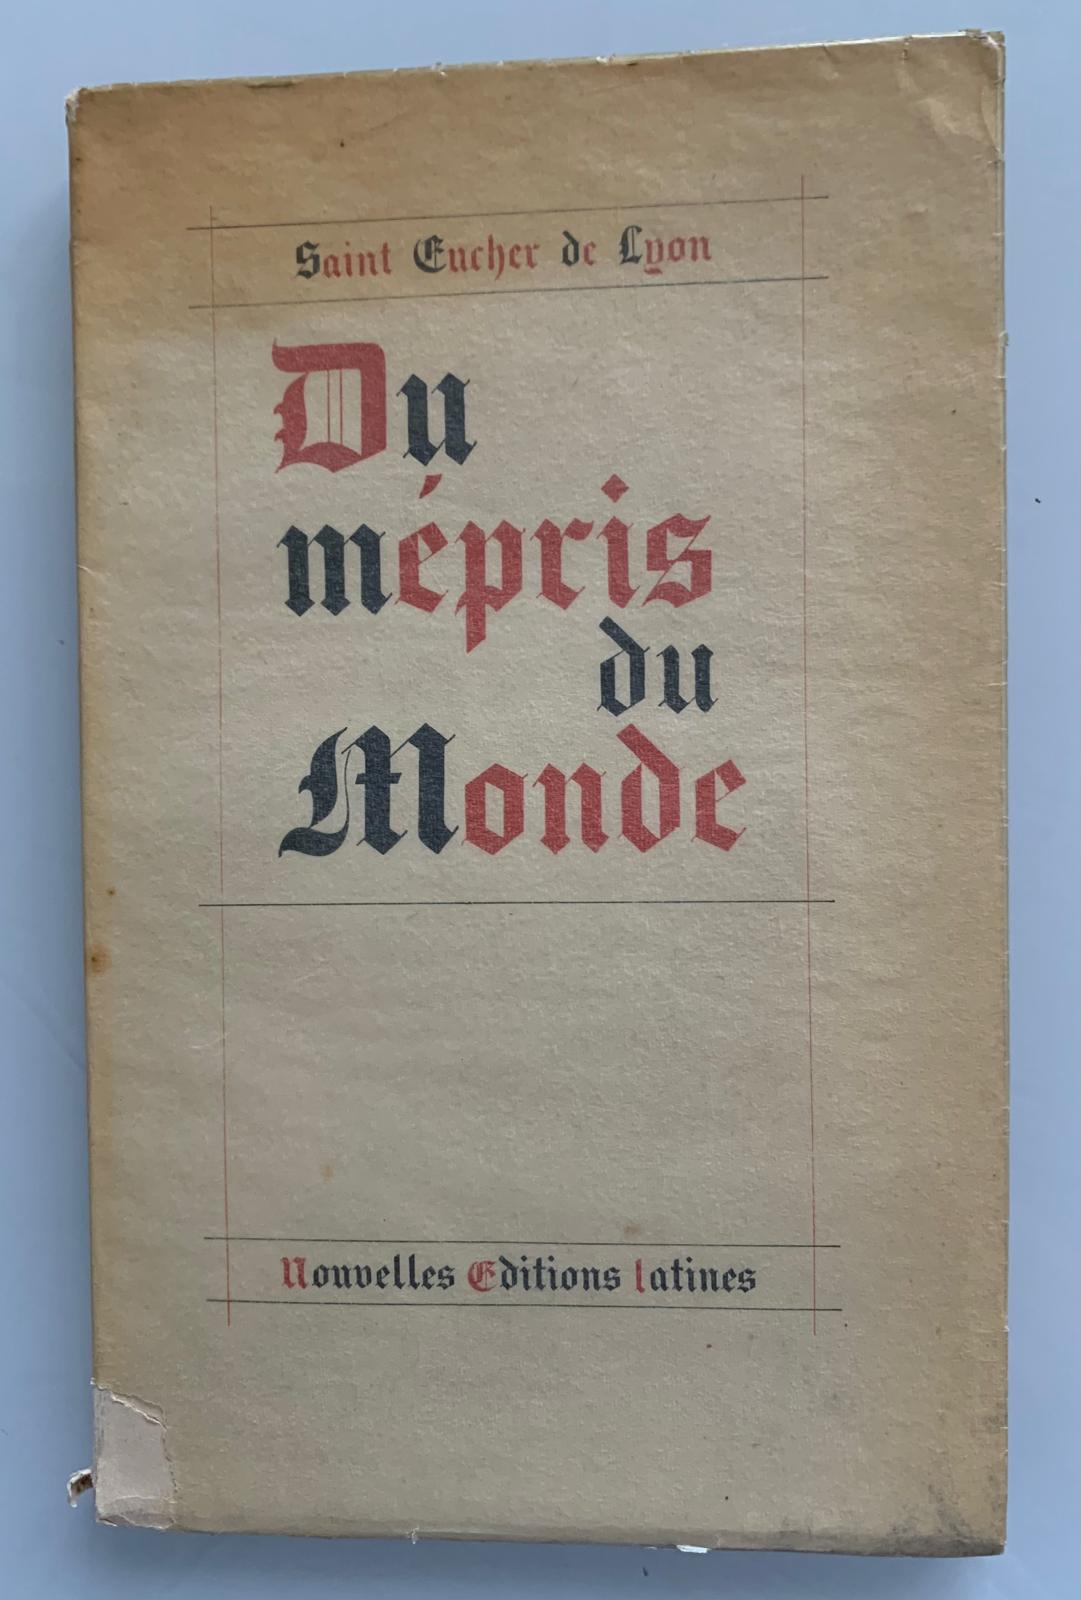 Saint Eucher de Lyon
Du
mépris
du
Monde
Nouvelles Editions latines